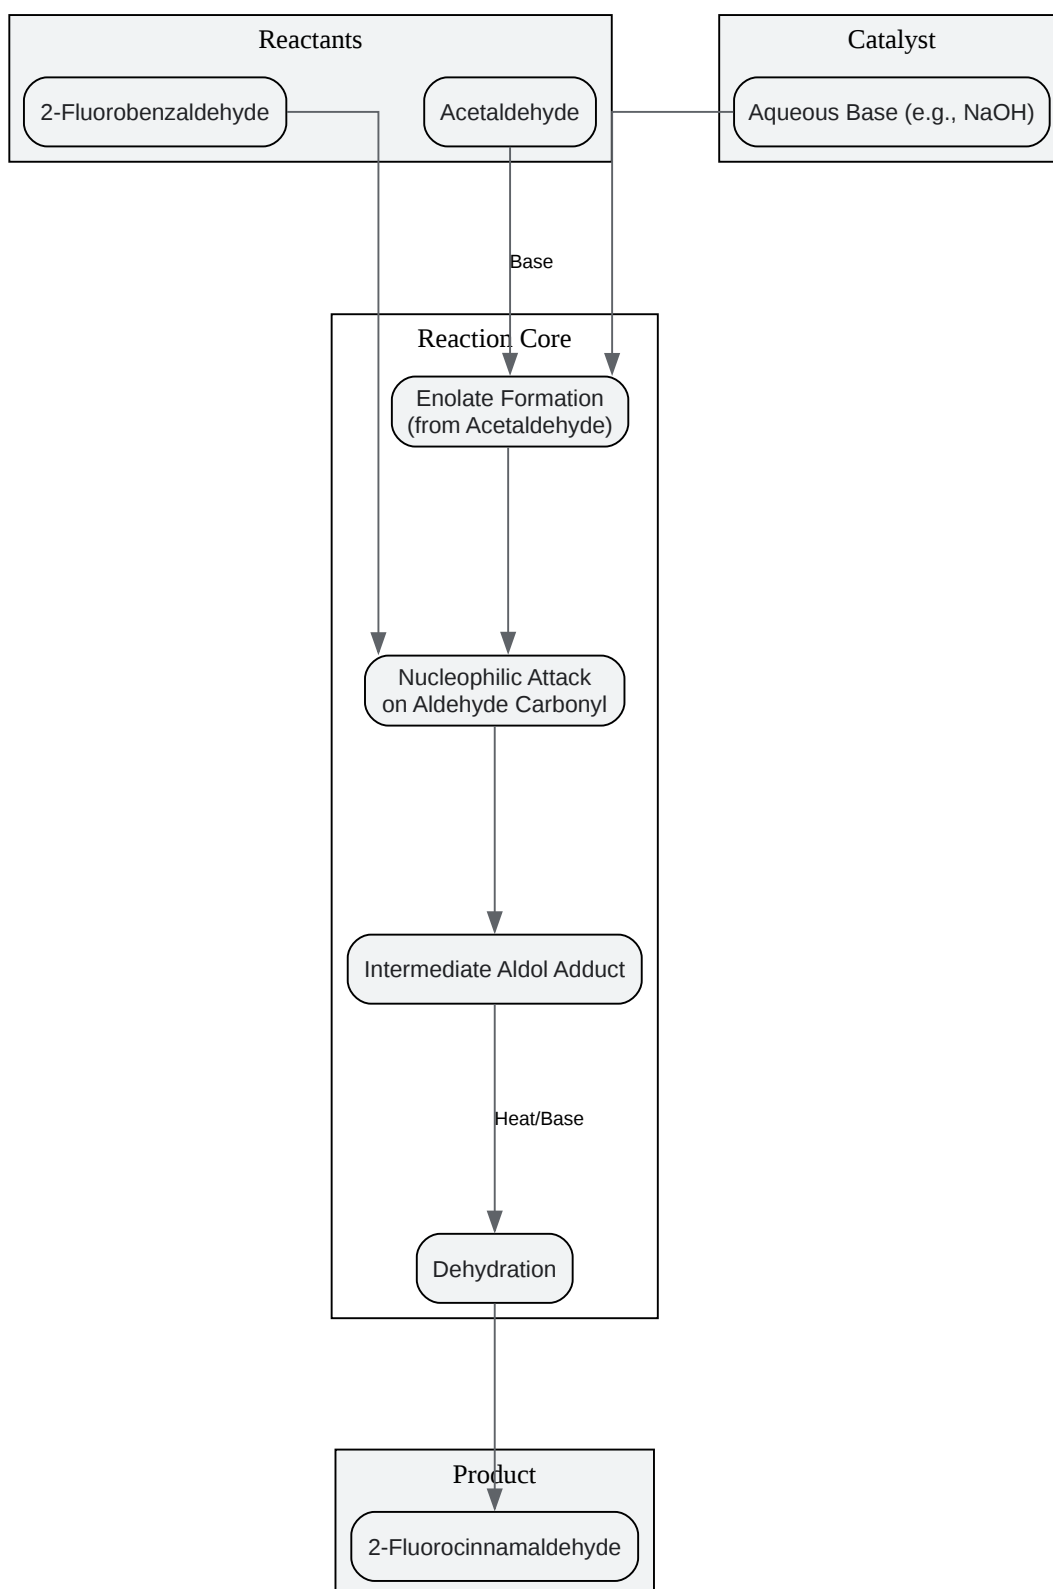 Reactants
Catalyst
2-Fluorobenzaldehyde
Acetaldehyde
Aqueous Base (e.g., NaOH)
Base
Reaction Core
Enolate Formation
(from Acetaldehyde)
Nucleophilic Attack
on Aldehyde Carbonyl
Intermediate Aldol Adduct
Heat/Base
Dehydration
Product
2-Fluorocinnamaldehyde